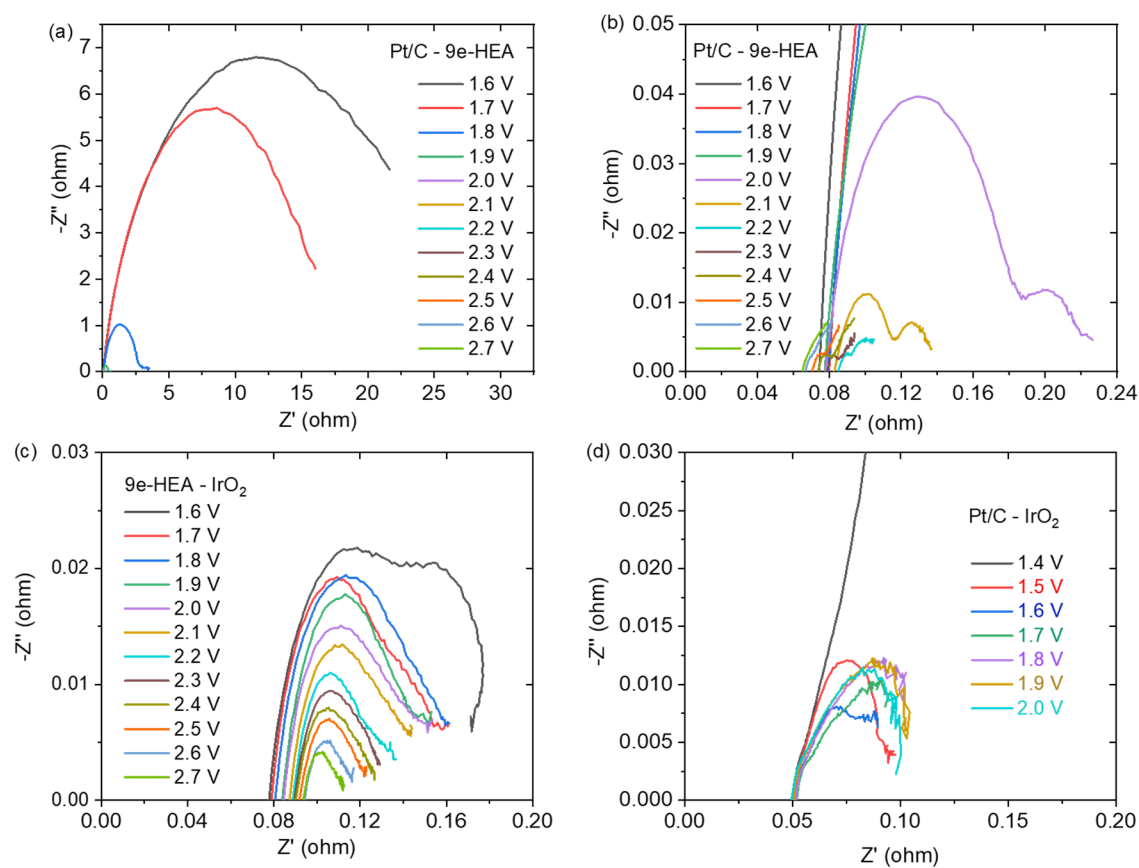 (a)
Pt/C - 9e-HEA
1.6 V
1.7 V
1.8 V
1.9 V
2.0 V
2.1 V
2.2 V
2.3 V
2.4 V
2.5 V
2.6 V
2.7 V
7
6
5
4
3
2
1
0
-Z'' (ohm)
0 5 10 15 20 25 30
Z' (ohm)
(b)
Pt/C - 9e-HEA
1.6 V
1.7 V
1.8 V
1.9 V
2.0 V
2.1 V
2.2 V
2.3 V
2.4 V
2.5 V
2.6 V
2.7 V
0.05
0.04
0.03
0.02
0.01
0.00
-Z'' (ohm)
0.00 0.04 0.08 0.12 0.16 0.20 0.24
Z' (ohm)
(c)
9e-HEA - IrO₂
1.6 V
1.7 V
1.8 V
1.9 V
2.0 V
2.1 V
2.2 V
2.3 V
2.4 V
2.5 V
2.6 V
2.7 V
0.03
0.02
0.01
0.00
-Z'' (ohm)
0.00 0.04 0.08 0.12 0.16 0.20
Z' (ohm)
(d)
Pt/C - IrO₂
1.4 V
1.5 V
1.6 V
1.7 V
1.8 V
1.9 V
2.0 V
0.030
0.025
0.020
0.015
0.010
0.005
0.000
-Z'' (ohm)
0.00 0.05 0.10 0.15 0.20
Z' (ohm)